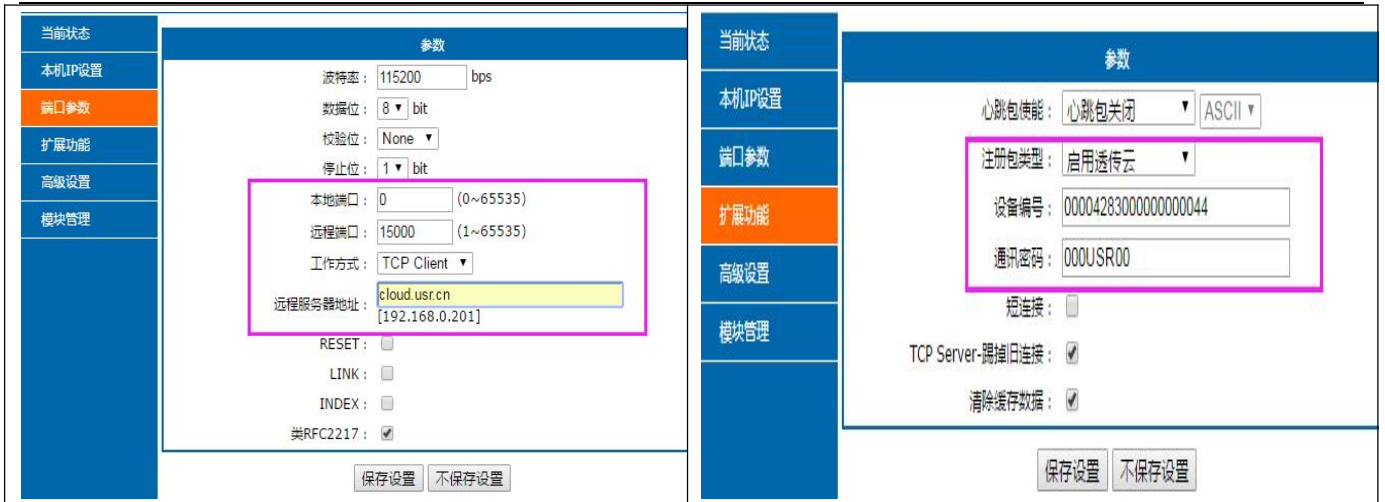 当前状态
本机IP设置
端口参数
扩展功能
高级设置
模块管理
参数
波特率： 115200 bps
数据位： 8 bit
校验位： None
停止位： 1 bit
本地端口： 0 (0~65535)
远程端口： 15000 (1~65535)
工作方式： TCP Client
远程服务器地址： cloud.usr.cn
[192.168.0.201]
RESET：
LINK：
INDEX：
类RFC2217：
保存设置 不保存设置
当前状态
本机IP设置
端口参数
扩展功能
高级设置
模块管理
参数
心跳包使能： 心跳包关闭 ASCII
注册包类型： 启用透传云
设备编号： 00004283000000000044
通讯密码： 000USR00
短连接：
TCP Server-踢掉旧连接：
清除缓存数据：
保存设置 不保存设置